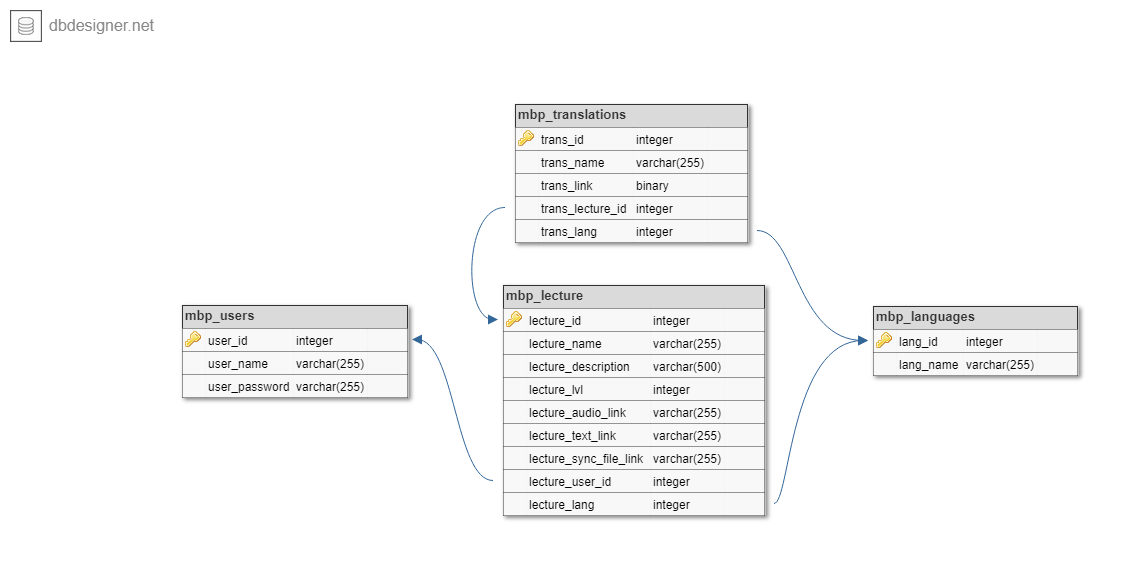 dbdesigner.net
mbp_translations
trans_id integer
trans_name varchar(255)
trans_link binary
trans_lecture_id integer
trans_lang integer
mbp_users
user_id integer
user_name varchar(255)
user_password varchar(255)
mbp_lecture
lecture_id integer
lecture_name varchar(255)
lecture_description varchar(500)
lecture_lvl integer
lecture_audio_link varchar(255)
lecture_text_link varchar(255)
lecture_sync_file_link varchar(255)
lecture_user_id integer
lecture_lang integer
mbp_languages
lang_id integer
lang_name varchar(255)